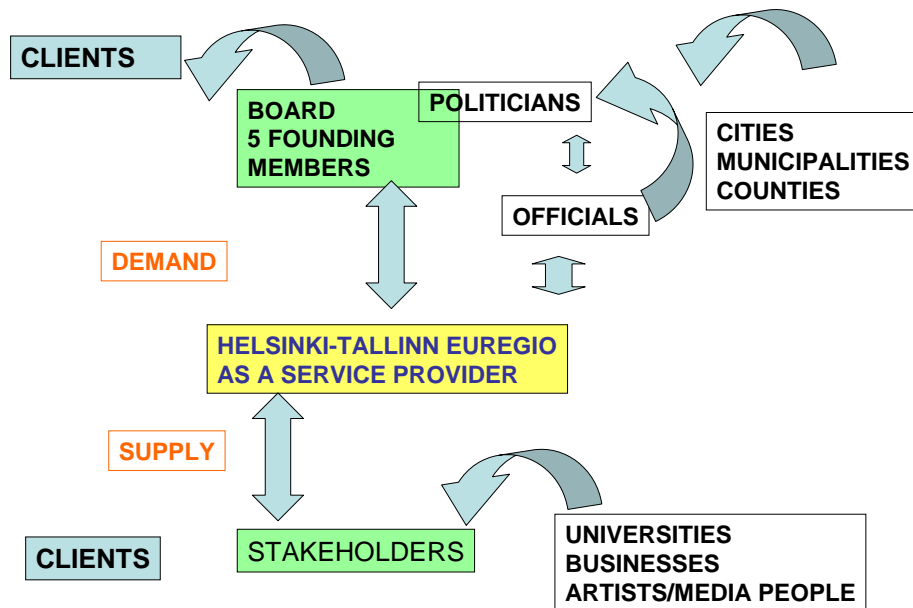 CLIENTS
BOARD
5 FOUNDING
MEMBERS
POLITICIANS
CITIES
MUNICIPALITIES
COUNTIES
OFFICIALS
DEMAND
HELSINKI-TALLINN EUREGIO
AS A SERVICE PROVIDER
SUPPLY
CLIENTS
STAKEHOLDERS
UNIVERSITIES
BUSINESSES
ARTISTS/MEDIA PEOPLE